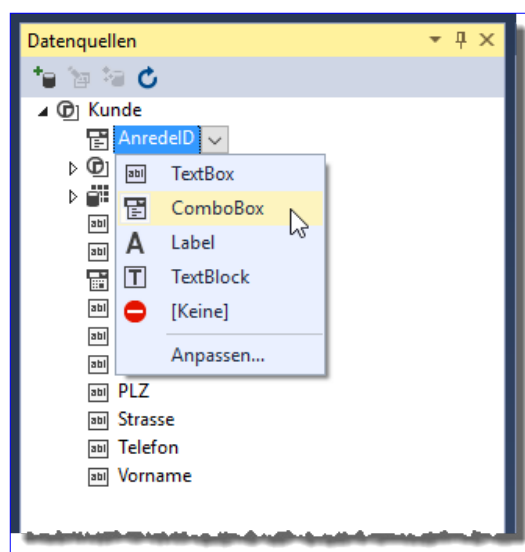 Datenquellen
Kunde
AnredeID
TextBox
ComboBox
Label
TextBlock
[Keine]
Anpassen...
PLZ
Strasse
Telefon
Vorname